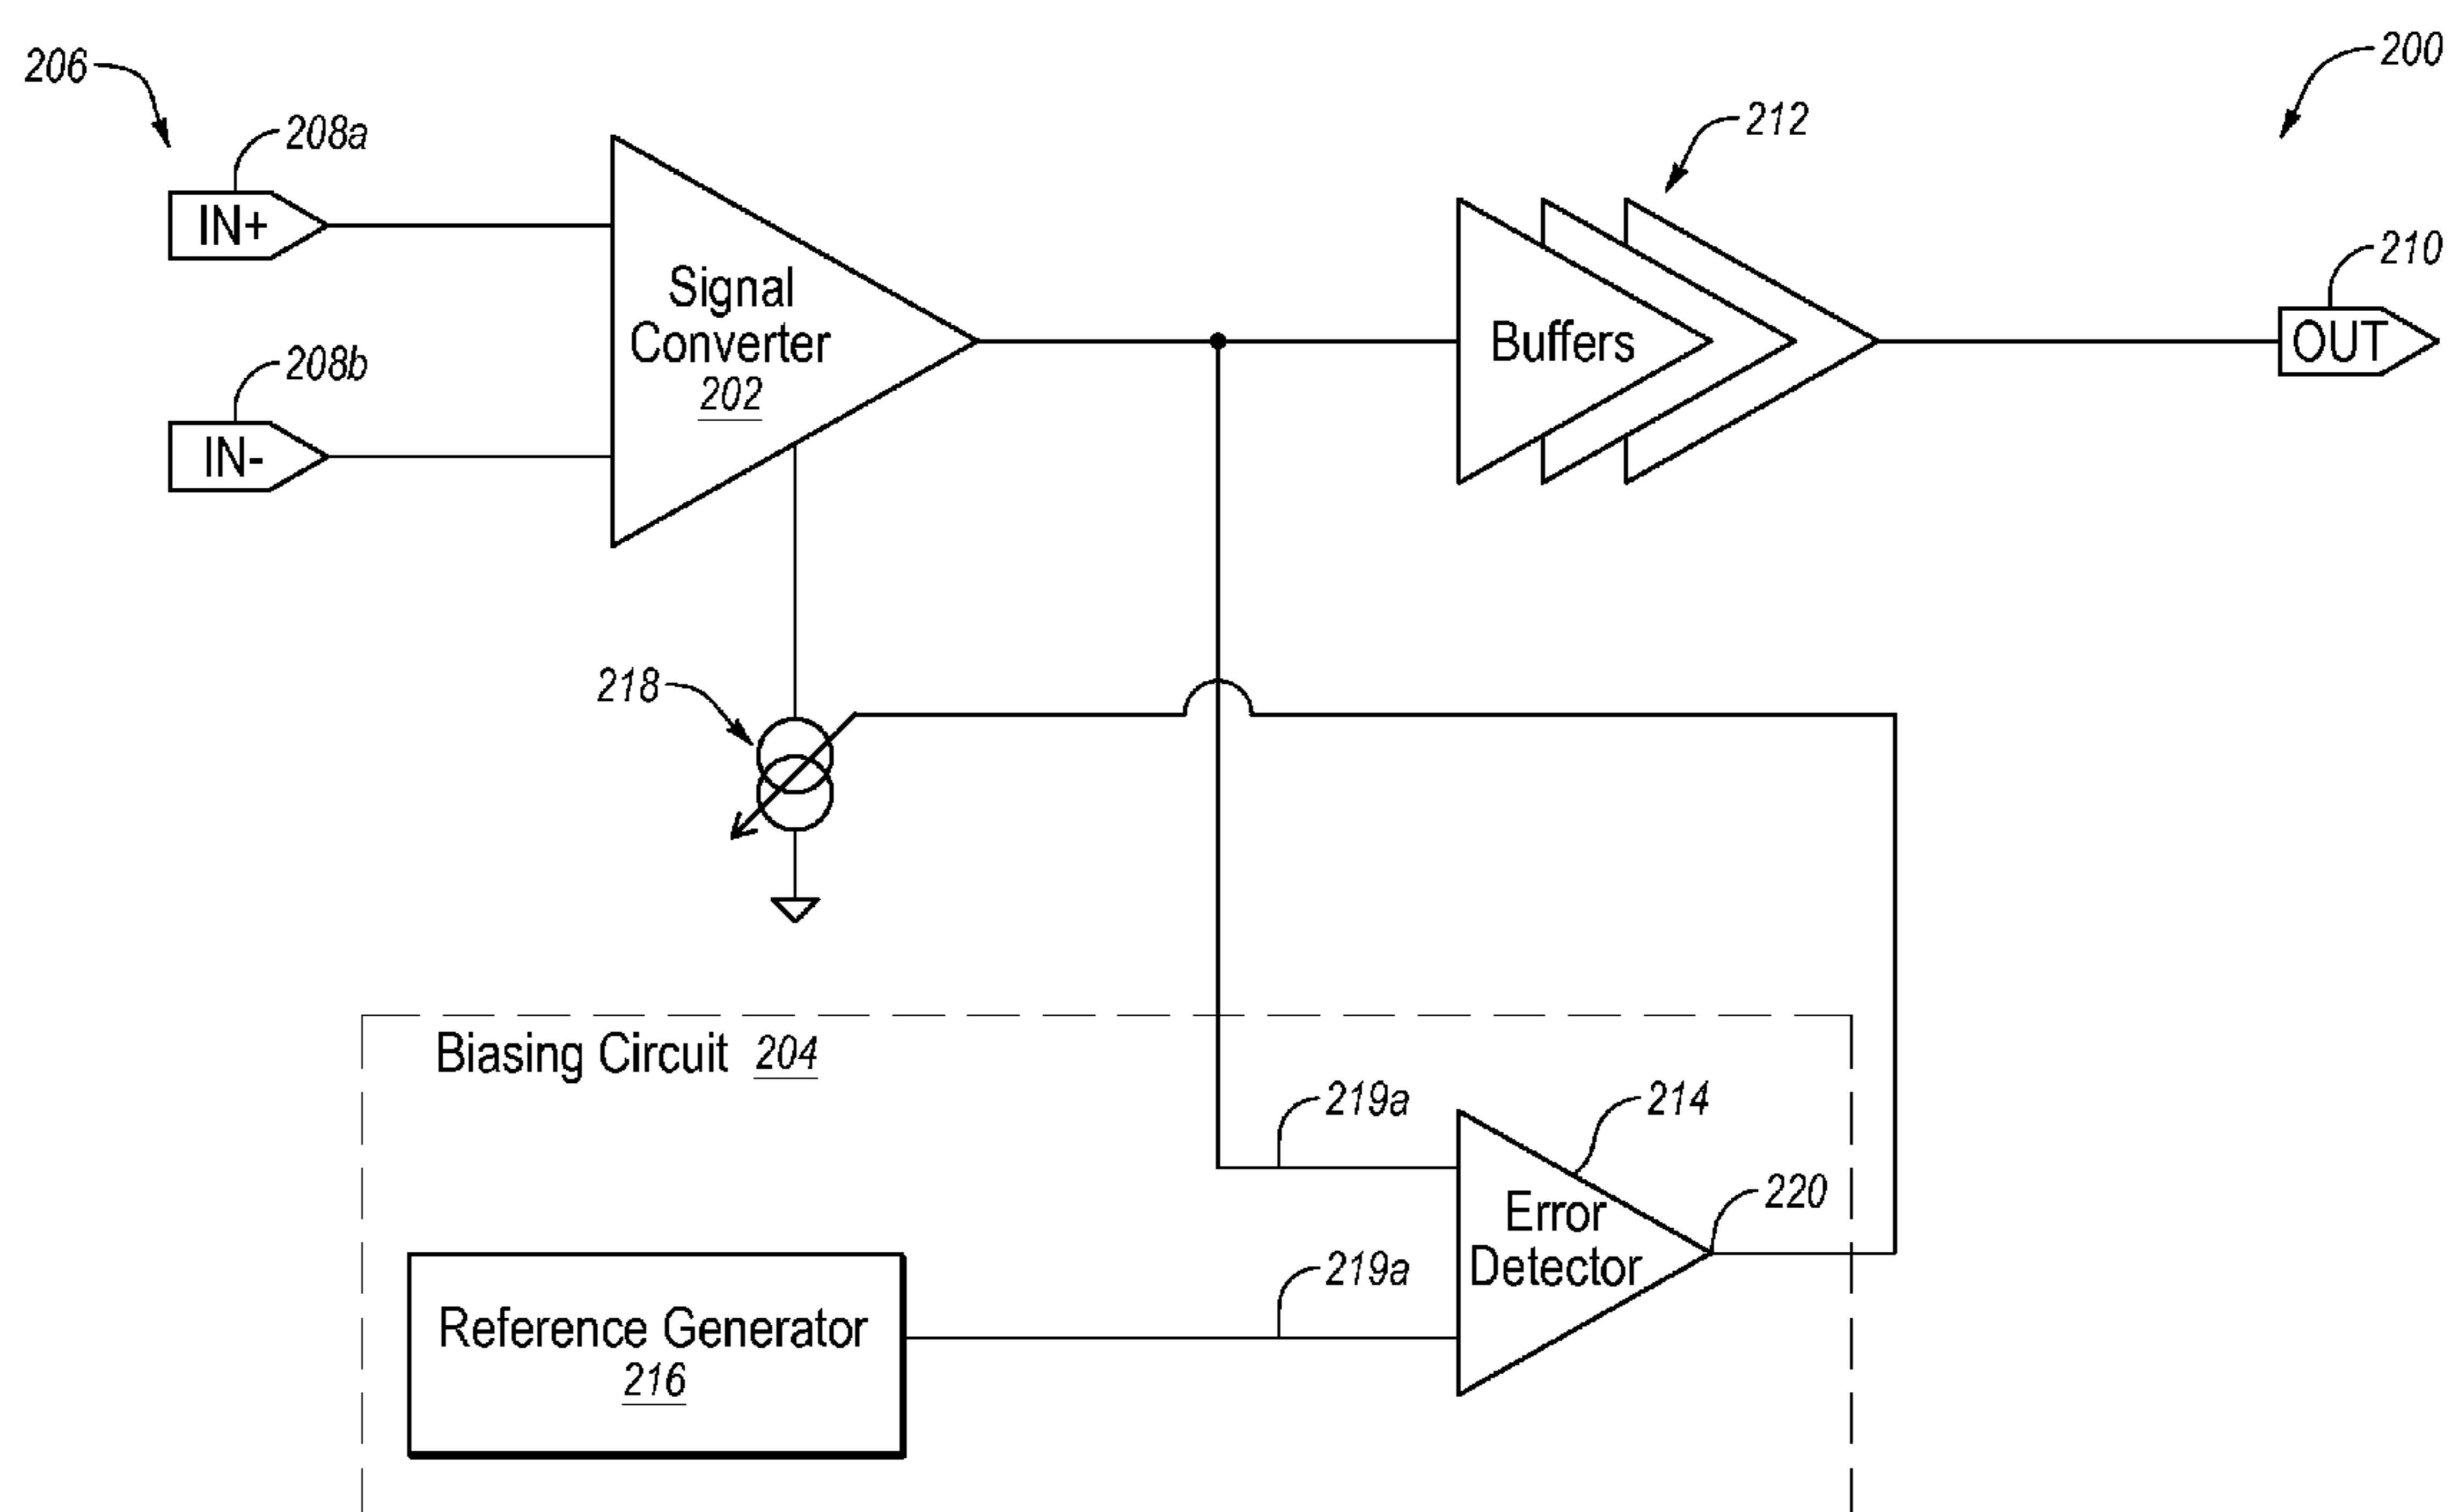 206
200
208a
212
IN+
210
Signal
Converter
202
Buffers
OUT
208b
IN-
218
Biasing Circuit 204
219a
214
220
Error
Detector
219a
Reference Generator
216